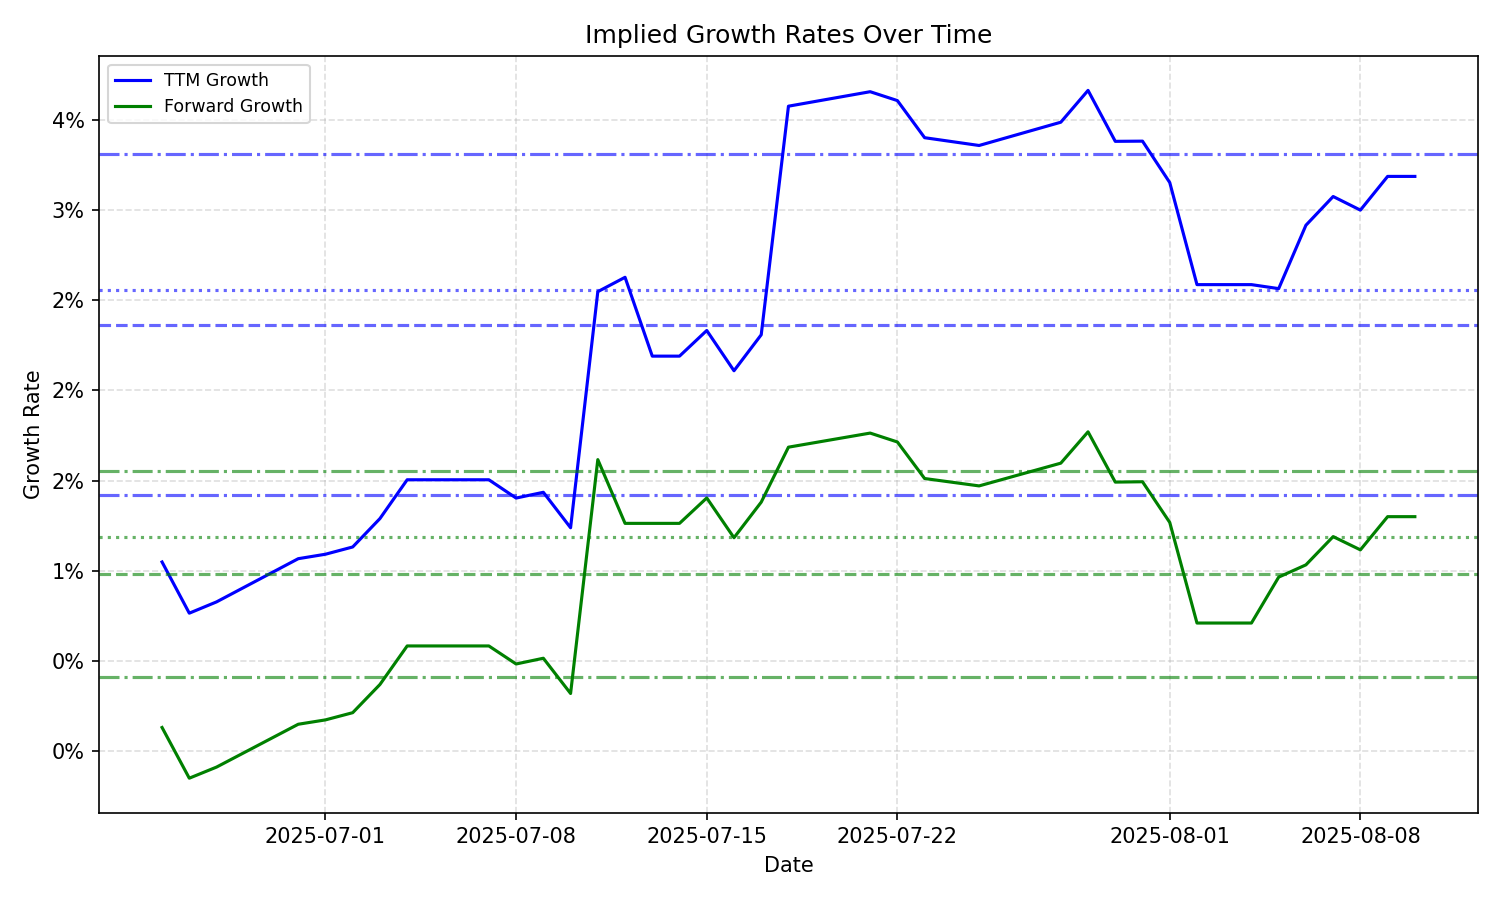 Implied Growth Rates Over Time
TTM Growth
Forward Growth
4%
3%
2%
2%
2%
1%
0%
0%
Growth Rate
2025-07-01
2025-07-08
2025-07-15
2025-07-22
2025-08-01
2025-08-08
Date